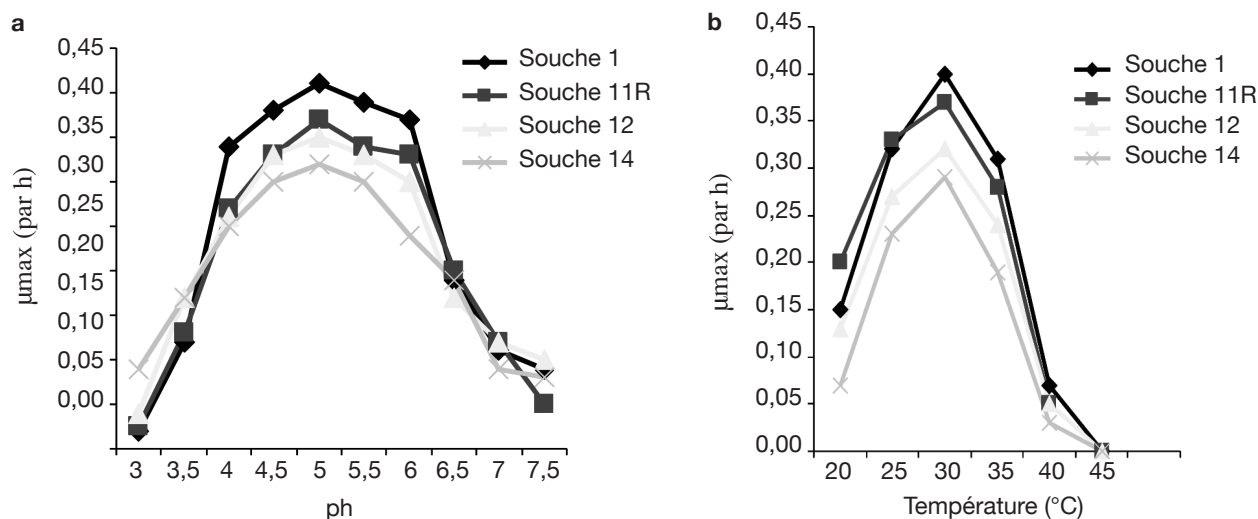 a
0,45
0,40
0,35
0,30
0,25
0,20
0,15
0,10
0,05
0,00
µmax (par h)
3 3,5 4 4,5 5 5,5 6 6,5 7 7,5
ph
Souche 1
Souche 11R
Souche 12
Souche 14
b
0,45
0,40
0,35
0,30
0,25
0,20
0,15
0,10
0,05
0,00
µmax (par h)
20 25 30 35 40 45
Température (°C)
Souche 1
Souche 11R
Souche 12
Souche 14